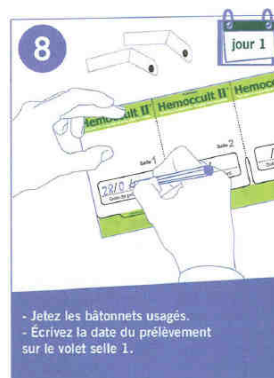 8
jour 1
Hemoccult II Hemoccult II Hemoc
Selle 1
Selle 2
28/0
- Jetez les bâtonnets usagés.
- Écrivez la date du prélèvement
sur le volet selle 1.